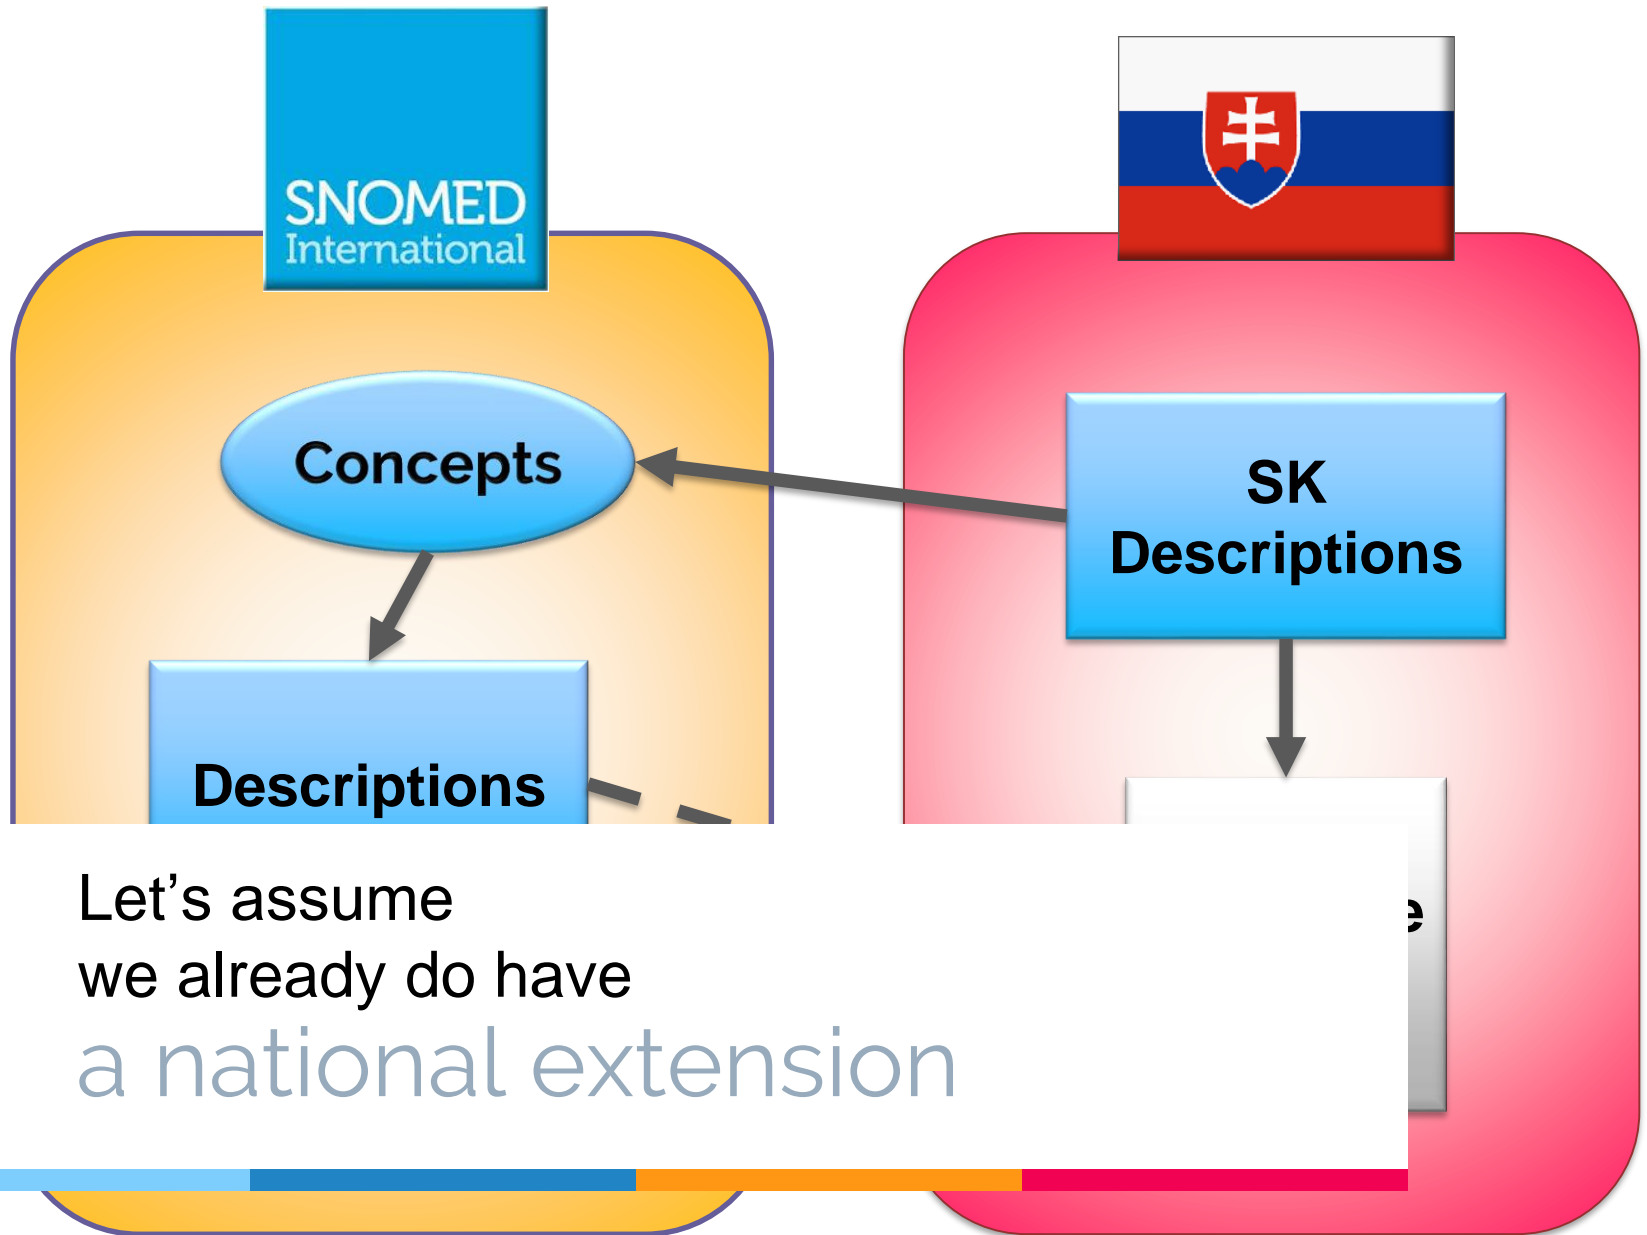 SNOMED
International
Concepts
SK
Descriptions
Descriptions
Let’s assume
we already do have
a national extension